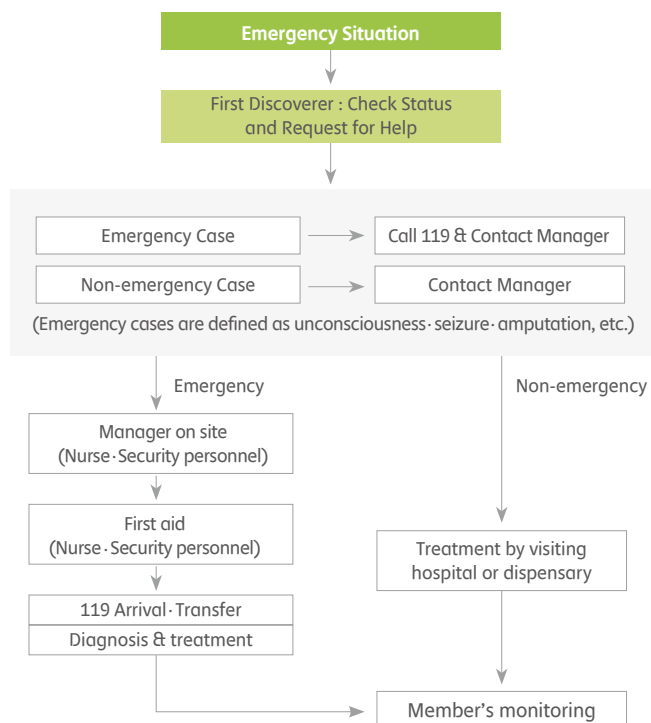 Emergency Situation
First Discoverer : Check Status
and Request for Help
Emergency Case
Call 119 & Contact Manager
Non-emergency Case
Contact Manager
(Emergency cases are defined as unconsciousness·seizure·amputation, etc.)
Emergency
Non-emergency
Manager on site
(Nurse·Security personnel)
First aid
(Nurse·Security personnel)
Treatment by visiting
hospital or dispensary
119 Arrival·Transfer
Diagnosis & treatment
Member's monitoring